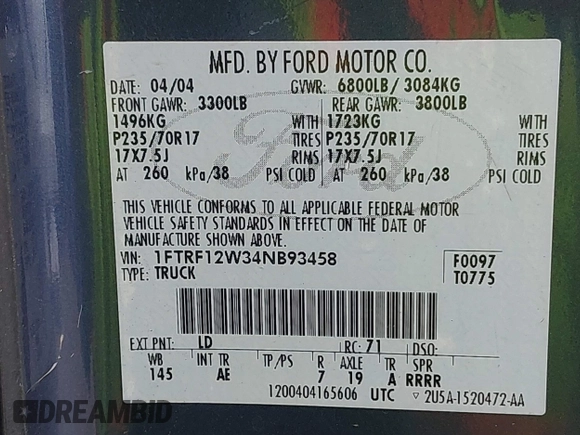 MFD. BY FORD MOTOR CO.
DATE: 04/04 GVWR: 6800LB/ 3084KG
FRONT GAWR: 3300LB REAR GAWR: 3800LB
1496KG WITH 1723KG WITH
P235/70R17 TIRES P235/70R17 TIRES
17X7.5J RIMS 17X7.5J RIMS
AT 260 kPa/38 PSI COLD AT 260 kPa/38 PSI COLD
THIS VEHICLE CONFORMS TO ALL APPLICABLE FEDERAL MOTOR
VEHICLE SAFETY STANDARDS IN EFFECT ON THE DATE OF
MANUFACTURE SHOWN ABOVE.
VIN: 1FTRF12W34NB93458 F0097
TYPE: TRUCK T0775
EXT PNT: LD RC: 71 DSO:
WB INT TR TP/PS R AXLE TR SPR
145 AE 7 19 A RRRR
1200404165606 UTC ▽ 2U5A-1520472-AA
Ford
DREAMBID